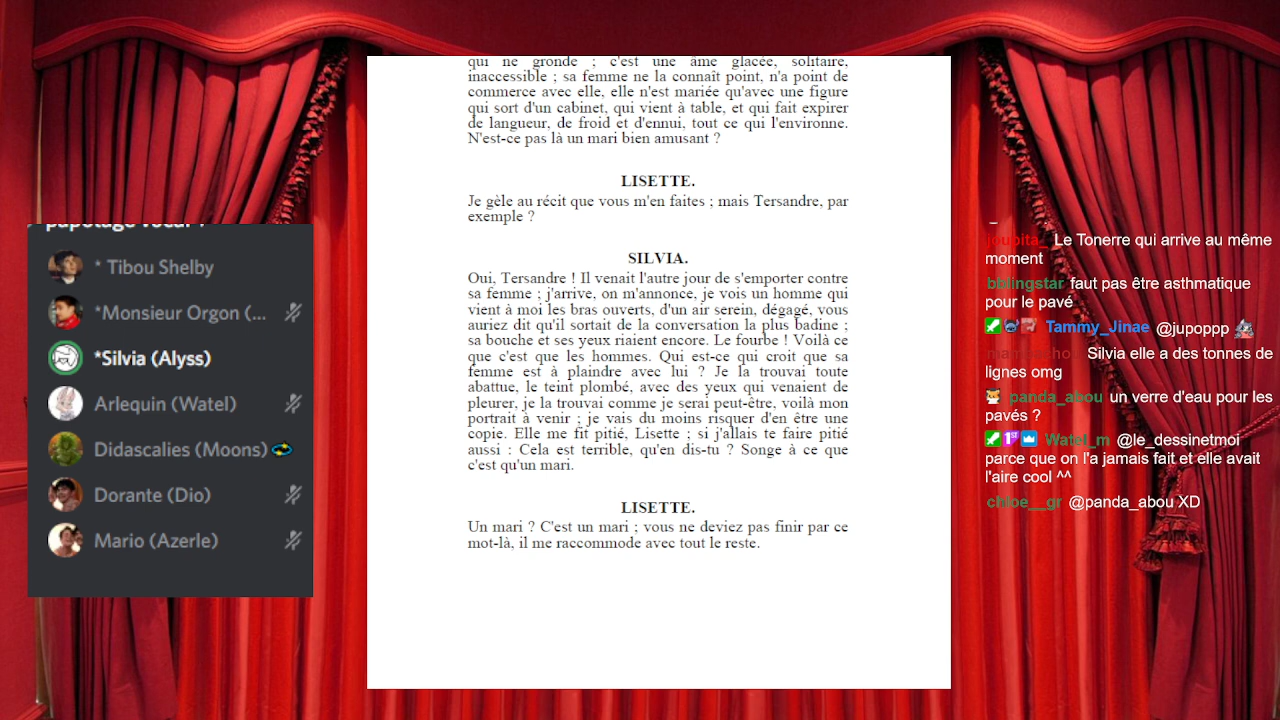 papotage vocal !
* Tibou Shelby
*Monsieur Orgon (...
*Silvia (Alyss)
Arlequin (Watel)
Didascalies (Moons)
Dorante (Dio)
Mario (Azerle)
qui ne gronde ; c'est une âme glacée, solitaire,
inaccessible ; sa femme ne la connaît point, n'a point de
commerce avec elle, elle n'est mariée qu'avec une figure
qui sort d'un cabinet, qui vient à table, et qui fait expirer
de langueur, de froid et d'ennui, tout ce qui l'environne.
N'est-ce pas là un mari bien amusant ?
LISETTE.
Je gèle au récit que vous m'en faites ; mais Tersandre, par
exemple ?
SILVIA.
Oui, Tersandre ! Il venait l'autre jour de s'emporter contre
sa femme ; j'arrive, on m'annonce, je vois un homme qui
vient à moi les bras ouverts, d'un air serein, dégagé, vous
auriez dit qu'il sortait de la conversation la plus badine ;
sa bouche et ses yeux riaient encore. Le fourbe ! Voilà ce
que c'est que les hommes. Qui est-ce qui croit que sa
femme est à plaindre avec lui ? Je la trouvai toute
abattue, le teint plombé, avec des yeux qui venaient de
pleurer, je la trouvai comme je serai peut-être, voilà mon
portrait à venir ; je vais du moins risquer d'en être une
copie. Elle me fit pitié, Lisette ; si j'allais te faire pitié
aussi : Cela est terrible, qu'en dis-tu ? Songe à ce que
c'est qu'un mari.
LISETTE.
Un mari ? C'est un mari ; vous ne deviez pas finir par ce
mot-là, il me raccommode avec tout le reste.
Le Tonerre qui arrive au même
moment
bblingstar faut pas être asthmatique
pour le pavé
Tammy_Jinae @jupoppp
Silvia elle a des tonnes de
lignes omg
panda_abou un verre d'eau pour les
pavés ?
Watel_m @le_dessinetmoi
parce que on l'a jamais fait et elle avait
l'aire cool ^^
chloe__gr @panda_abou XD